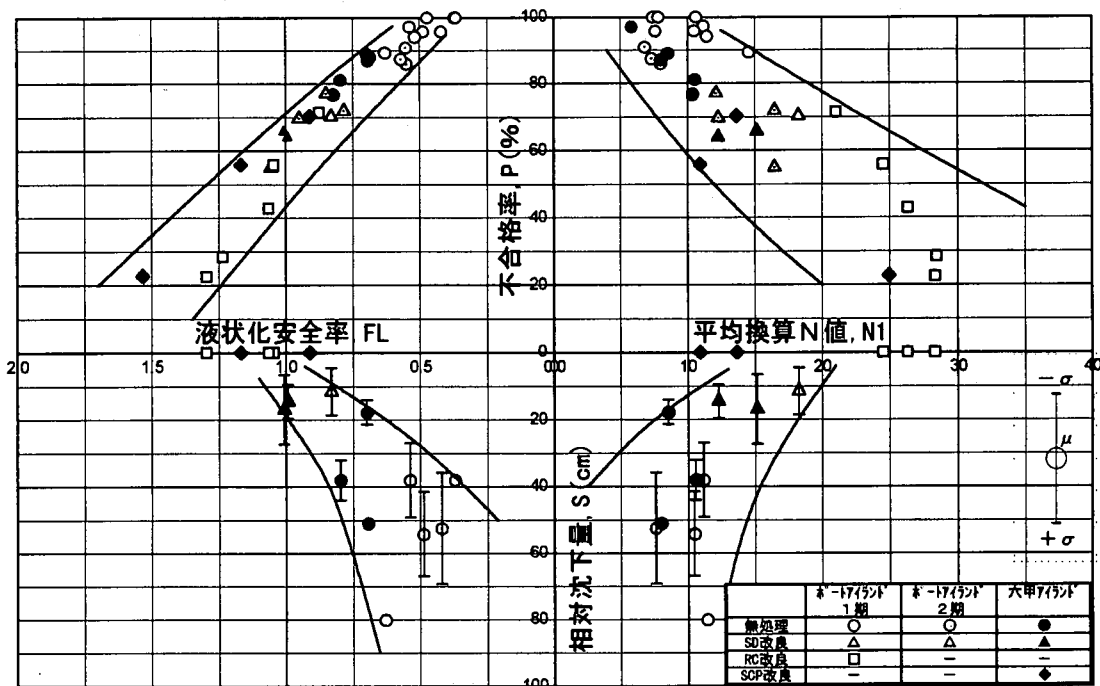 100
80
60
40
20
不合格率, P(%)
液状化安全率, FL
平均換算N値, N1
20 1.5 1.0 0.5 0 10 20 30 40
20
40
60
80
100
相対沈下量, S(cm)
－σ
μ
＋σ
ﾎﾟｰﾄｱｲﾗﾝﾄﾞ ﾎﾟｰﾄｱｲﾗﾝﾄﾞ 六甲ｱｲﾗﾝﾄﾞ
1期 2期
無処理 ○ ○ ●
SD改良 △ △ ▲
RC改良 □ － －
SCP改良 － － ◆